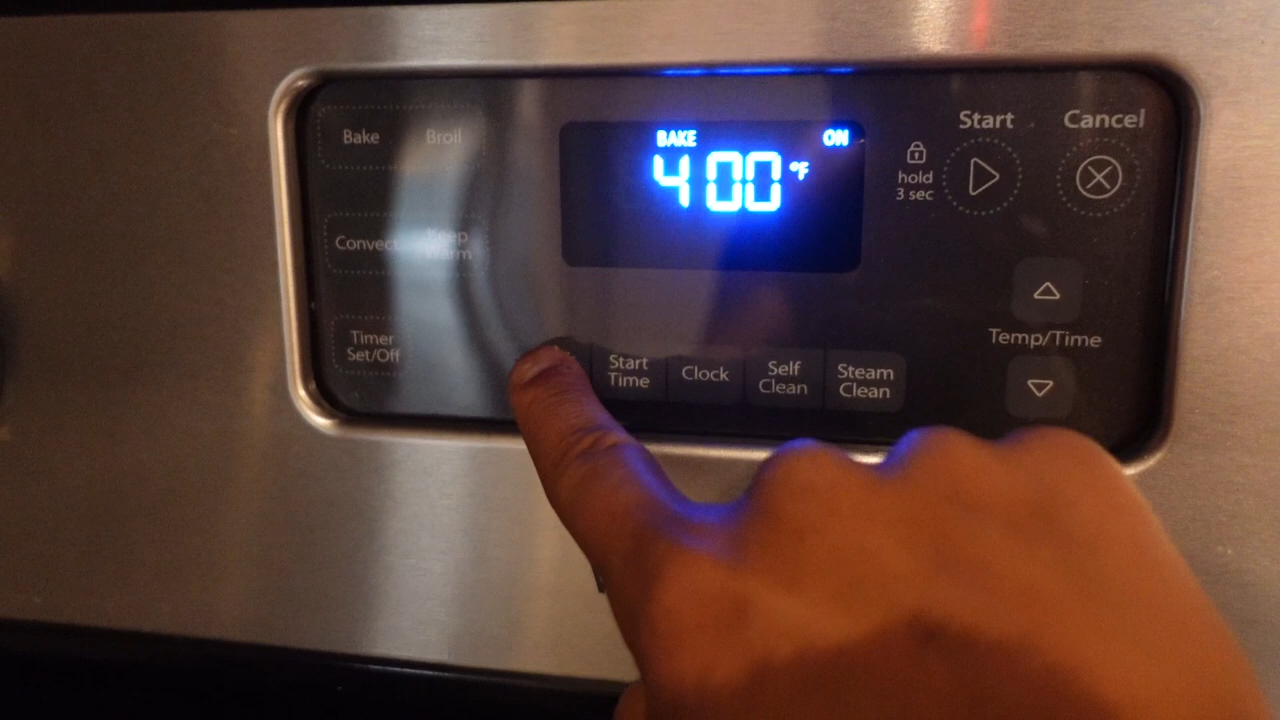 Bake Broil
BAKE ON
400 °F
Start Cancel
hold
3 sec
Convect Keep
Warm
Timer
Set/Off
Start
Time
Clock
Self
Clean
Steam
Clean
Temp/Time